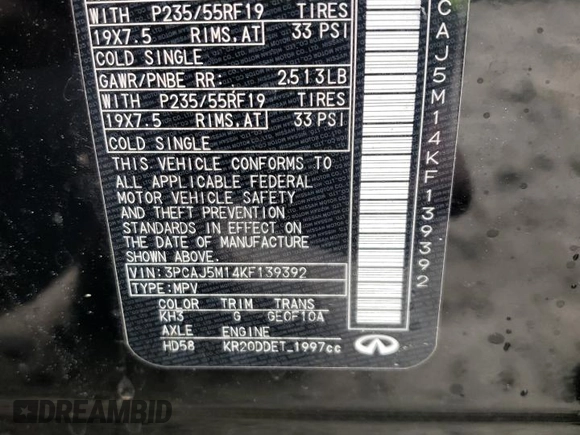 WITH P235/55RF19 TIRES
19X7.5 RIMS.AT 33 PSI
COLD SINGLE
GAWR/PNBE RR: 2513LB
WITH P235/55RF19 TIRES
19X7.5 RIMS.AT 33 PSI
COLD SINGLE
THIS VEHICLE CONFORMS TO
ALL APPLICABLE FEDERAL
MOTOR VEHICLE SAFETY
AND THEFT PREVENTION
STANDARDS IN EFFECT ON
THE DATE OF MANUFACTURE
SHOWN ABOVE.
VIN:3PCAJ5M14KF139392
TYPE:MPV
COLOR TRIM TRANS
KH3 G GE0F10A
AXLE ENGINE
HD58 KR20DDET_1997cc
CAJ5M14KF139392
DREAMBID